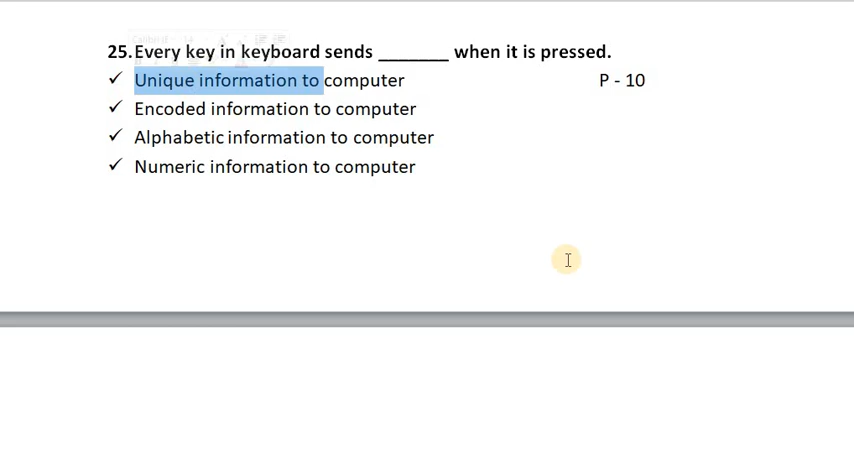 25.Every key in keyboard sends _______ when it is pressed.
✓ Unique information to computer P - 10
✓ Encoded information to computer
✓ Alphabetic information to computer
✓ Numeric information to computer